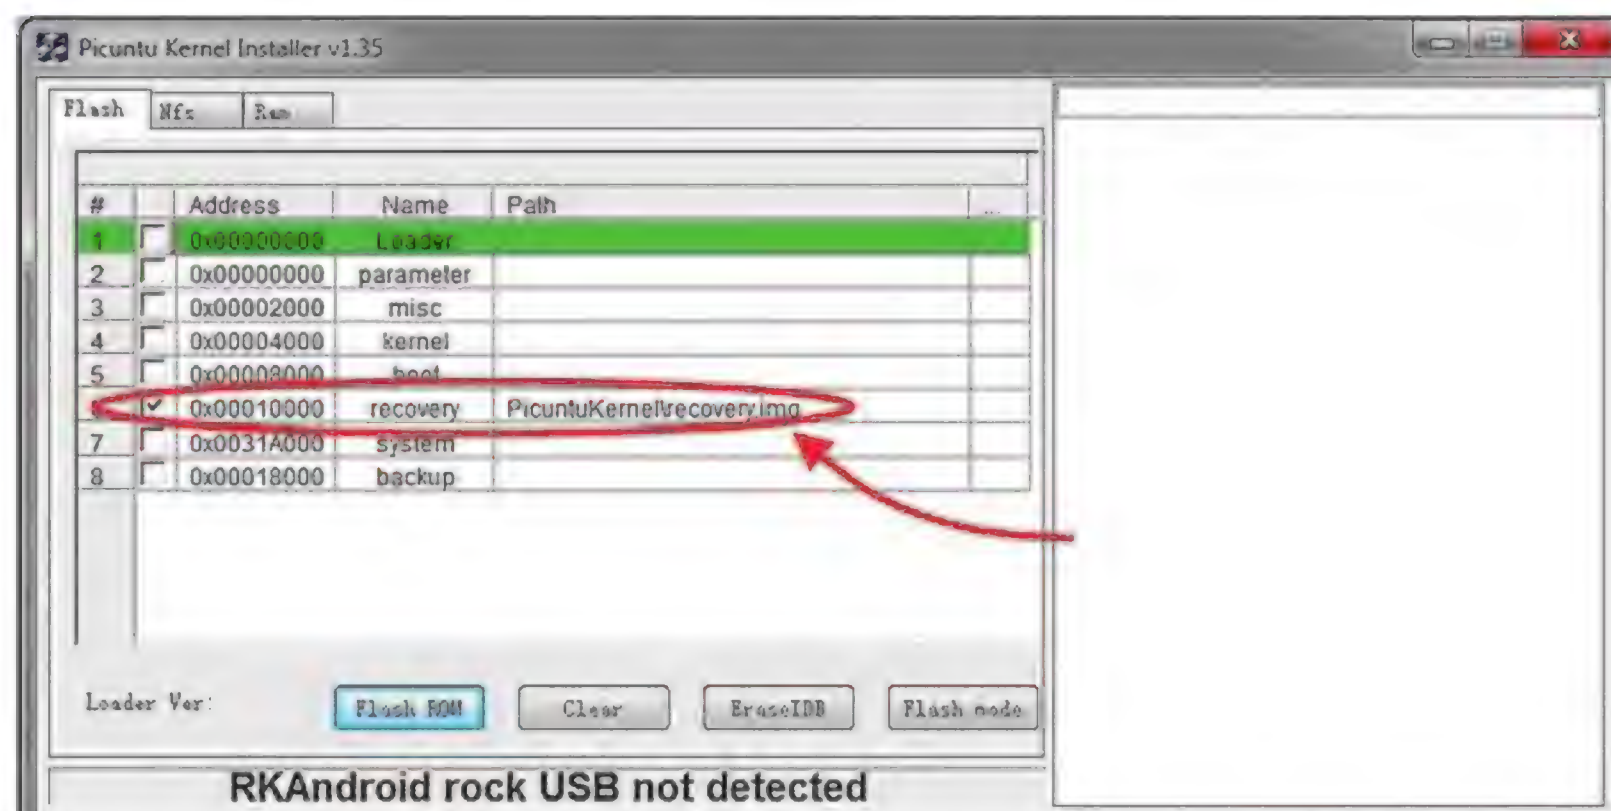 Picuntu Kernel Installer v1.35
Flash Nfs Ram
# Address Name Path ...
1 0x00000000 Loader
2 0x00000000 parameter
3 0x00002000 misc
4 0x00004000 kernel
5 0x00008000 boot
0x00010000 recovery PicuntuKernel\recovery.img
7 0x0031A000 system
8 0x00018000 backup
Loader Ver:
Flash ROM Clear EraseIDB Flash mode
RKAndroid rock USB not detected